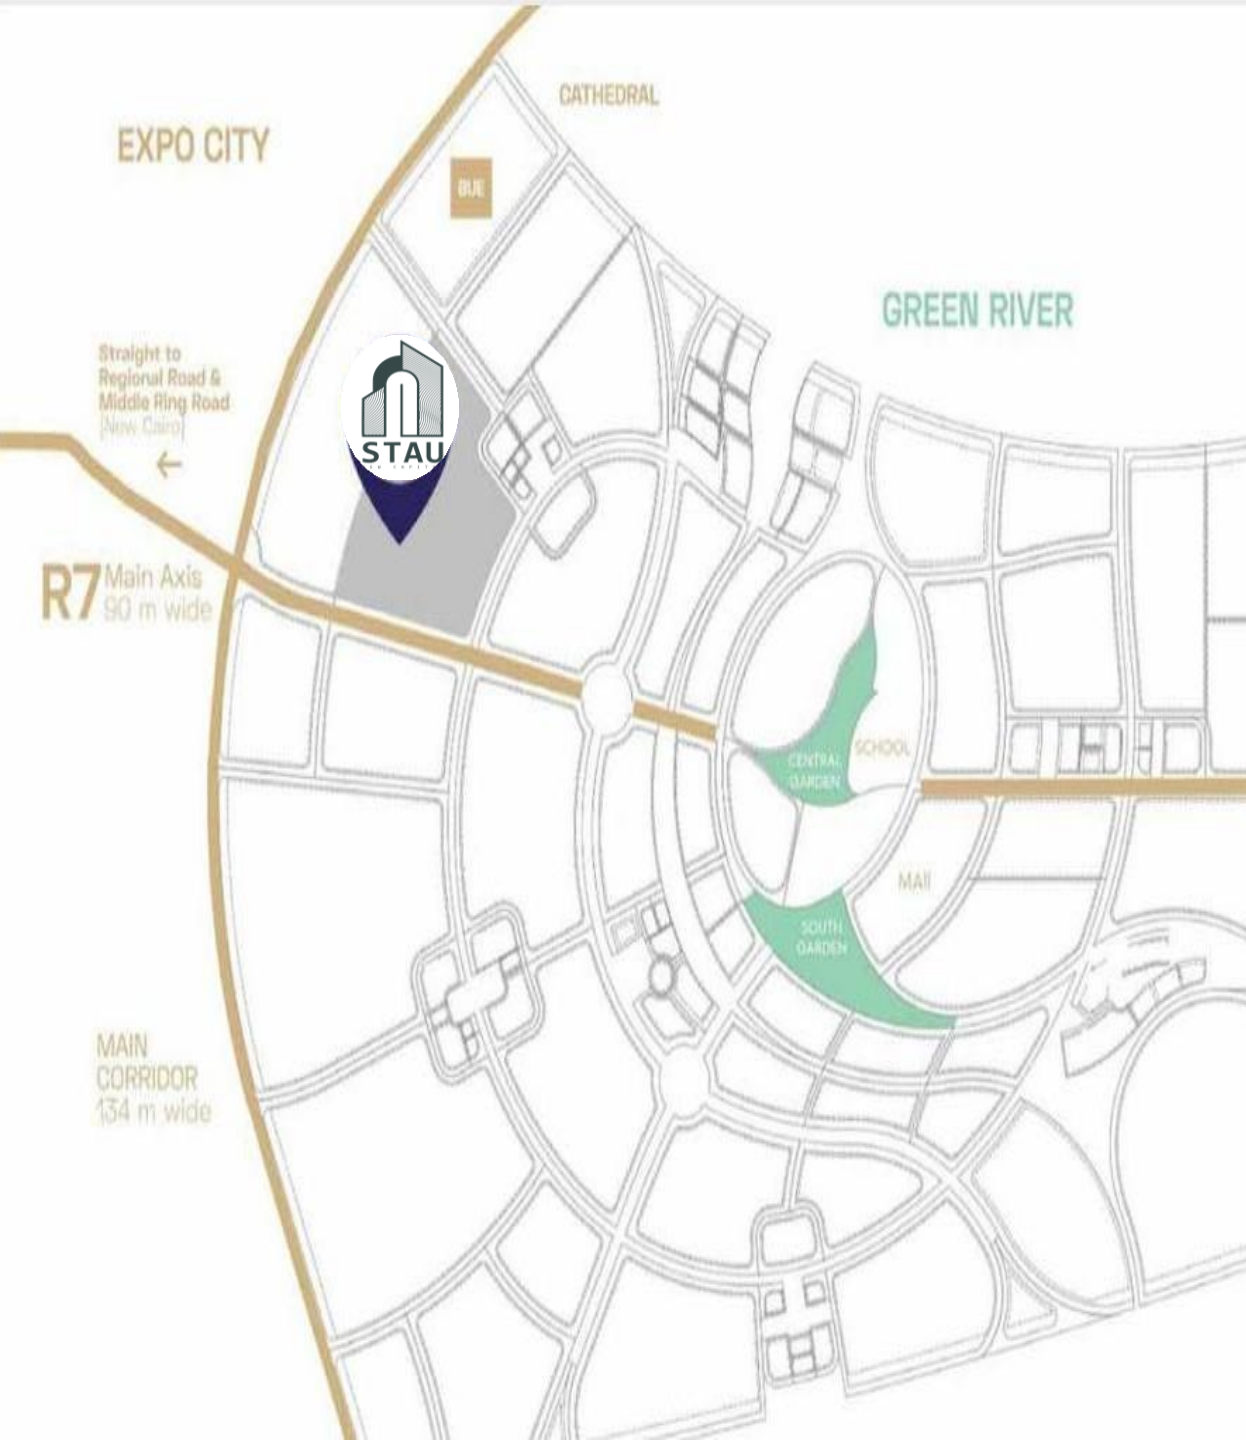 CATHEDRAL
EXPO CITY
BUE
GREEN RIVER
Straight to
Regional Road &
Middle Ring Road
[New Cairo]
STAU
R7
Main Axis
90 m wide
SCHOOL
CENTRAL
GARDEN
MAll
SOUTH
GARDEN
MAIN
CORRIDOR
134 m wide